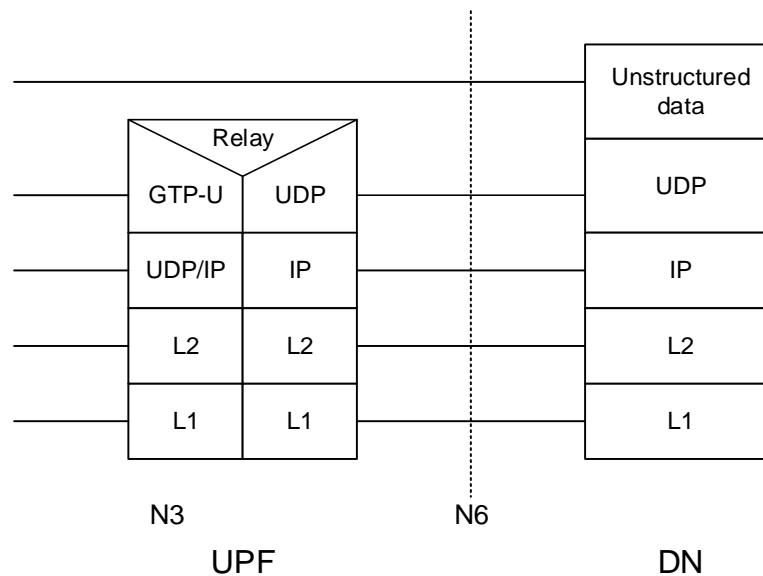 Unstructured
data
Relay
GTP-U UDP UDP
UDP/IP IP IP
L2 L2 L2
L1 L1 L1
N3 N6
UPF DN